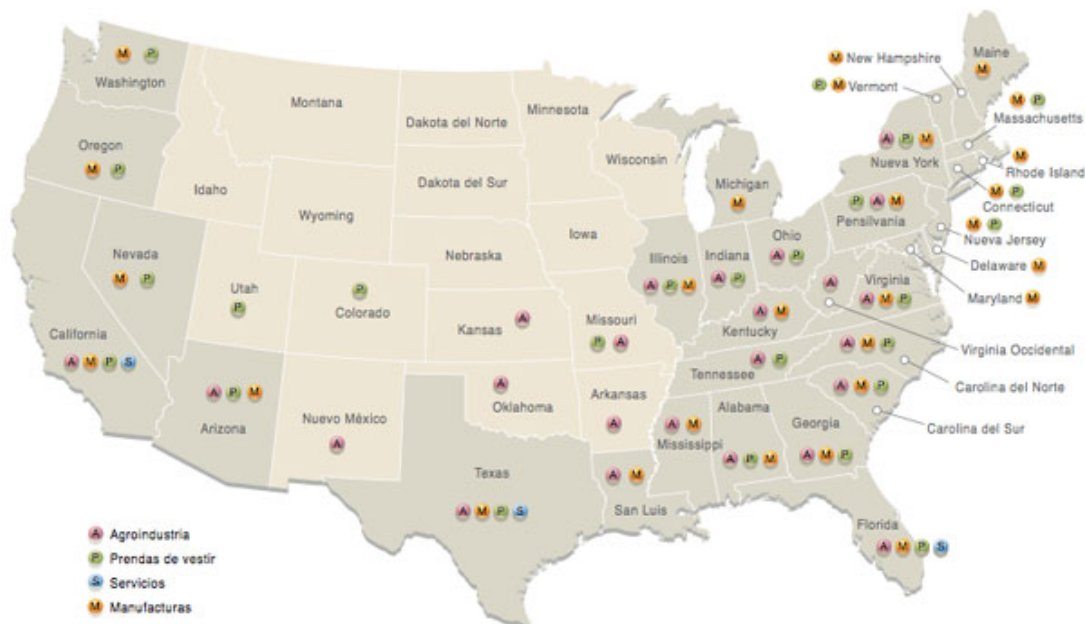 M P
Washington
Montana
Dakota del Norte
Minnesota
M New Hampshire
Maine
M
P M Vermont
M P
Massachusetts
Oregon
M P
Idaho
Dakota del Sur
Wisconsin
Michigan
M
A P M
Nueva York
M
Rhode Island
M P
Connecticut
Wyoming
Iowa
P A M
Pensilvania
M P
Nueva Jersey
Nevada
M P
Utah
P
P
Colorado
Nebraska
Illinois
A P M
Indiana
A P
Ohio
A P
Delaware M
Maryland M
California
A M P S
Kansas A
Missouri
P A
A M
Kentucky
A
Virginia
A M P
Virginia Occidental
A P
Tennessee
A M P
Carolina del Norte
A P M
Arizona
Nuevo México
A
A
Oklahoma
Arkansas
A
A M
Mississippi
Alabama
A P M
Georgia
A M P
A M P
Carolina del Sur
Texas
A M P S
A M
San Luis
Florida
A M P S
A Agroindustria
P Prendas de vestir
S Servicios
M Manufacturas